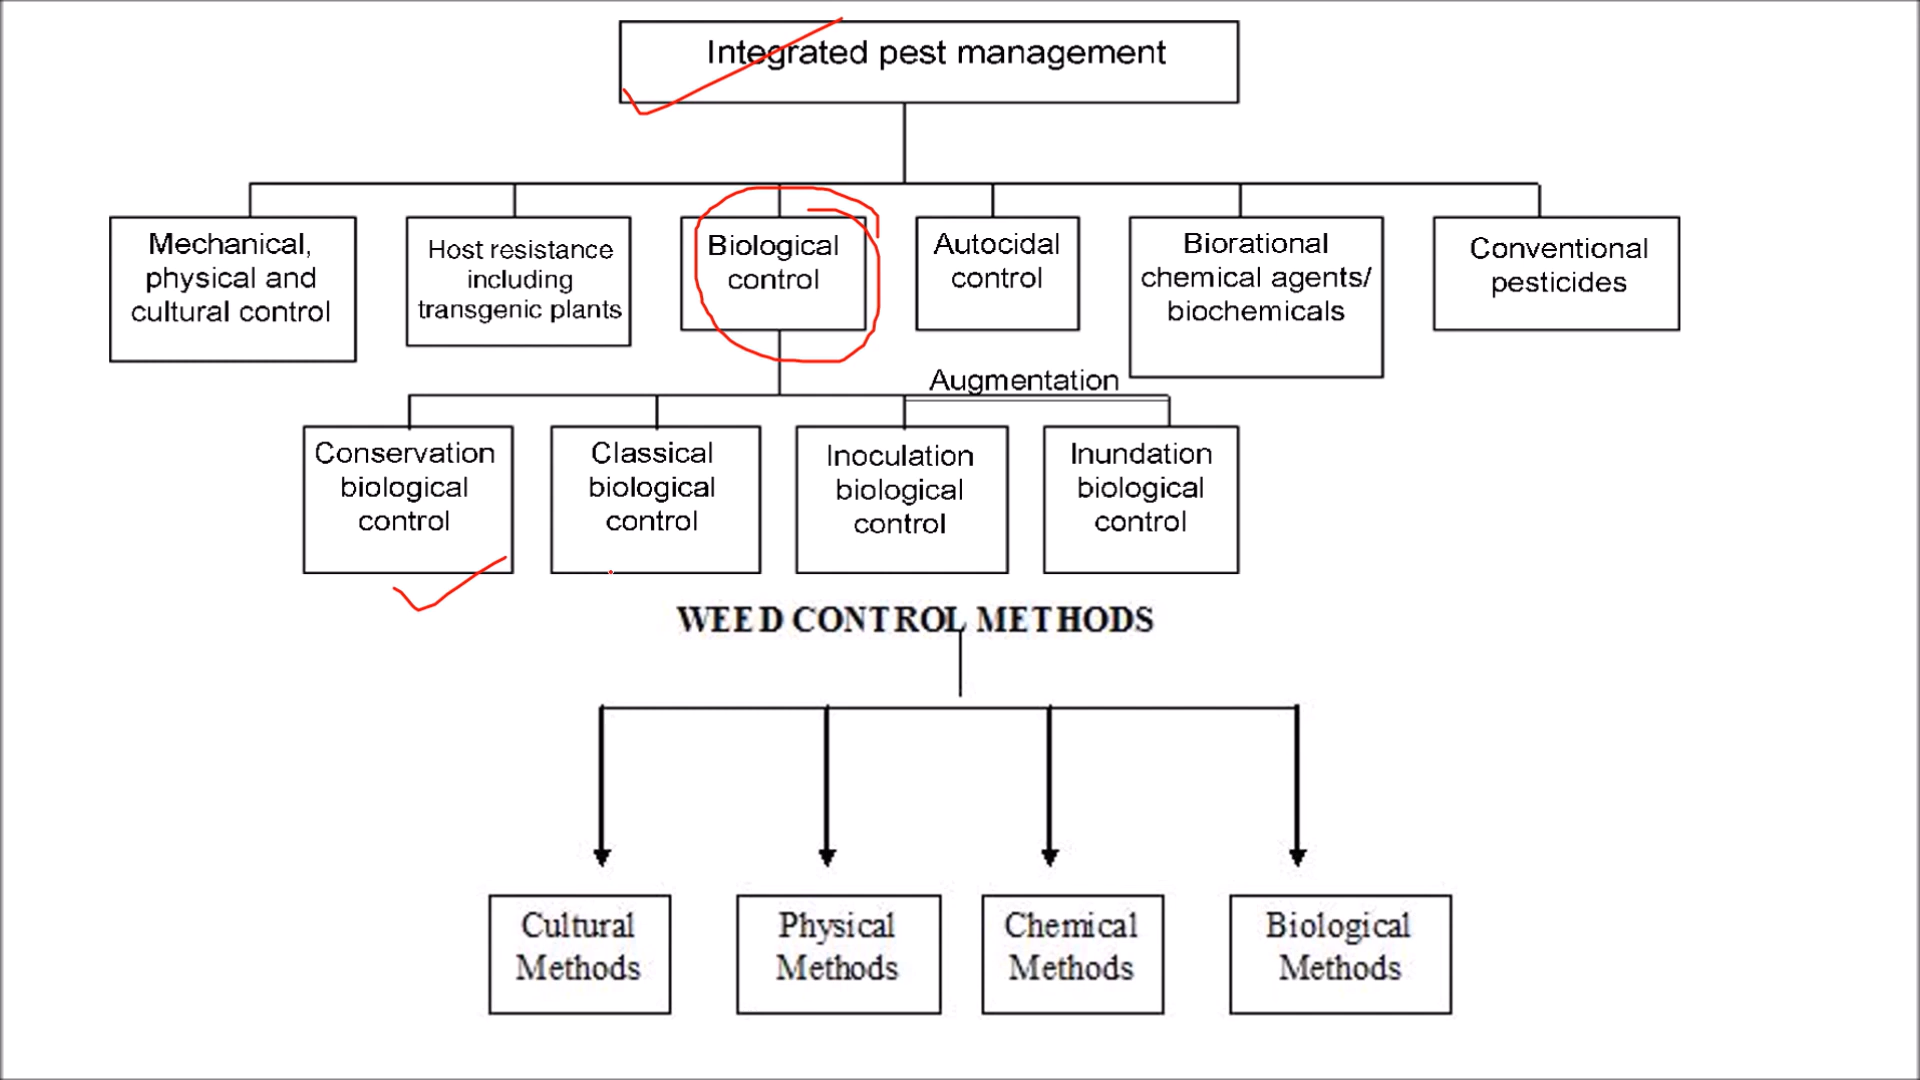 Integrated pest management
Mechanical,
physical and
cultural control
Host resistance
including
transgenic plants
Biological
control
Autocidal
control
Biorational
chemical agents/
biochemicals
Conventional
pesticides
Augmentation
Conservation
biological
control
Classical
biological
control
Inoculation
biological
control
Inundation
biological
control
WEED CONTROL METHODS
Cultural
Methods
Physical
Methods
Chemical
Methods
Biological
Methods